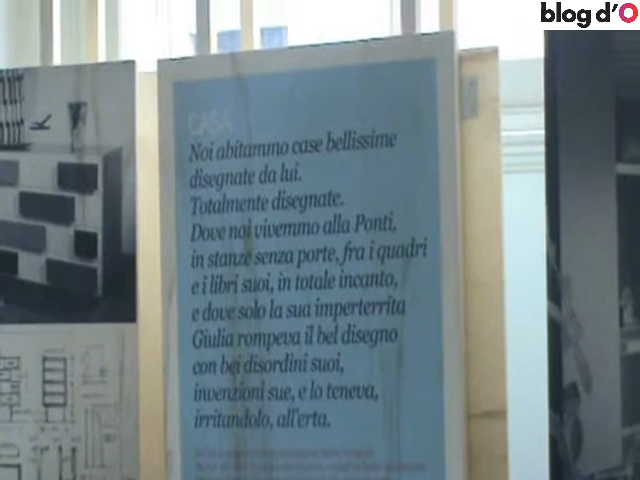 blog d'O
CASA
Noi abitammo case bellissime
disegnate da lui.
Totalmente disegnate.
Dove noi vivemmo alla Ponti,
in stanze senza porte, fra i quadri
e i libri suoi, in totale incanto,
e dove solo la sua imperterrita
Giulia rompeva il bel disegno
con bei disordini suoi,
invenzioni sue, e lo teneva,
irritandolo, all'erta.